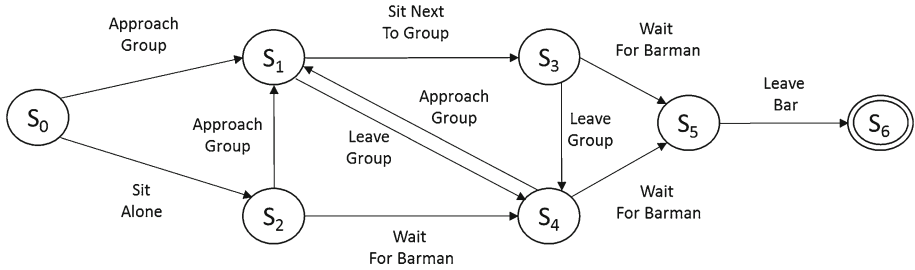 Approach
Group
Sit Next
To Group
Wait
For Barman
S1
S3
Approach
Group
Leave
Bar
S0
Approach
Group
Leave
Group
Leave
Group
S5
S6
Sit
Alone
S2
S4
Wait
For Barman
Wait
For Barman